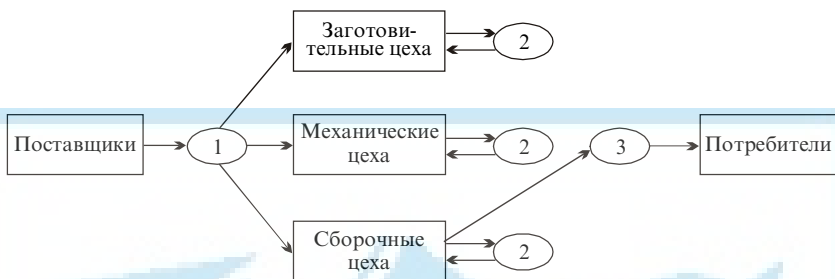 Заготови-
тельные цеха
2
Поставщики
1
Механические
цеха
2
3
Потребители
Сборочные
цеха
2